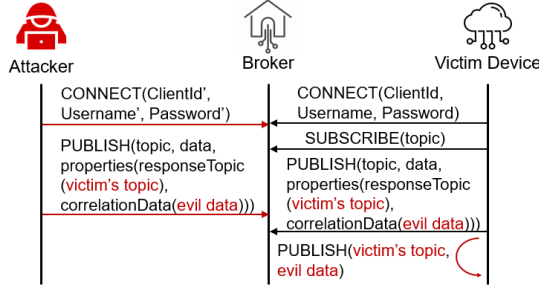 Attacker
Broker
Victim Device
CONNECT(ClientId’,
Username’, Password’)
CONNECT(ClientId,
Username, Password)
SUBSCRIBE(topic)
PUBLISH(topic, data,
properties(responseTopic
(victim’s topic),
correlationData(evil data)))
PUBLISH(topic, data,
properties(responseTopic
(victim’s topic),
correlationData(evil data)))
PUBLISH(victim’s topic,
evil data)